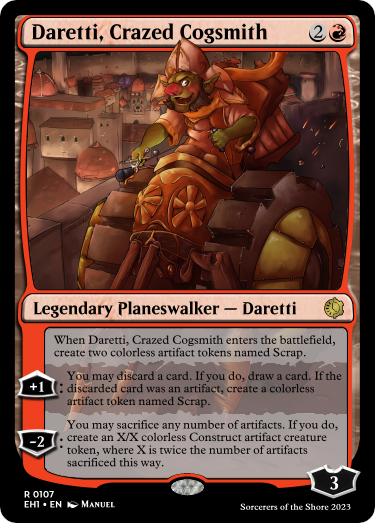 Daretti, Crazed Cogsmith 2
Legendary Planeswalker — Daretti
When Daretti, Crazed Cogsmith enters the battlefield,
create two colorless artifact tokens named Scrap.
You may discard a card. If you do, draw a card. If the
+1: discarded card was an artifact, create a colorless
artifact token named Scrap.
You may sacrifice any number of artifacts. If you do,
-2: create an X/X colorless Construct artifact creature
token, where X is twice the number of artifacts
sacrificed this way.
3
R 0107
EH1 • EN Manuel
Sorcerers of the Shore 2023